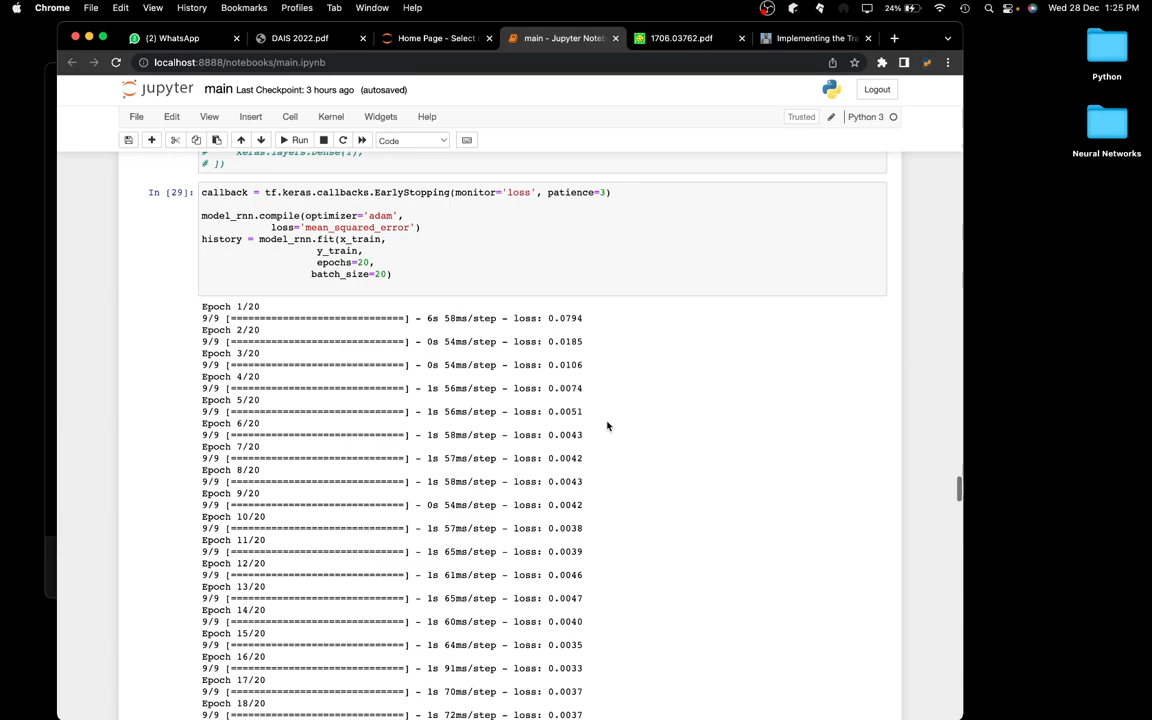 Chrome File Edit View History Bookmarks Profiles Tab Window Help 24% Wed 28 Dec 1:25 PM
(2) WhatsApp DAIS 2022.pdf Home Page - Select main - Jupyter Noteb 1706.03762.pdf Implementing the Tra
localhost:8888/notebooks/main.ipynb
jupyter main Last Checkpoint: 3 hours ago (autosaved) Logout
File Edit View Insert Cell Kernel Widgets Help Trusted Python 3
Run Code
# keras.layers.Dense(1),
# ])
In [29]: callback = tf.keras.callbacks.EarlyStopping(monitor='loss', patience=3)
model_rnn.compile(optimizer='adam',
loss='mean_squared_error')
history = model_rnn.fit(x_train,
y_train,
epochs=20,
batch_size=20)
Epoch 1/20
9/9 [==============================] - 6s 58ms/step - loss: 0.0794
Epoch 2/20
9/9 [==============================] - 0s 54ms/step - loss: 0.0185
Epoch 3/20
9/9 [==============================] - 0s 54ms/step - loss: 0.0106
Epoch 4/20
9/9 [==============================] - 1s 56ms/step - loss: 0.0074
Epoch 5/20
9/9 [==============================] - 1s 56ms/step - loss: 0.0051
Epoch 6/20
9/9 [==============================] - 1s 58ms/step - loss: 0.0043
Epoch 7/20
9/9 [==============================] - 1s 57ms/step - loss: 0.0042
Epoch 8/20
9/9 [==============================] - 1s 58ms/step - loss: 0.0043
Epoch 9/20
9/9 [==============================] - 0s 54ms/step - loss: 0.0042
Epoch 10/20
9/9 [==============================] - 1s 57ms/step - loss: 0.0038
Epoch 11/20
9/9 [==============================] - 1s 65ms/step - loss: 0.0039
Epoch 12/20
9/9 [==============================] - 1s 61ms/step - loss: 0.0046
Epoch 13/20
9/9 [==============================] - 1s 65ms/step - loss: 0.0047
Epoch 14/20
9/9 [==============================] - 1s 60ms/step - loss: 0.0040
Epoch 15/20
9/9 [==============================] - 1s 64ms/step - loss: 0.0035
Epoch 16/20
9/9 [==============================] - 1s 91ms/step - loss: 0.0033
Epoch 17/20
9/9 [==============================] - 1s 70ms/step - loss: 0.0037
Epoch 18/20
9/9 [==============================] - 1s 72ms/step - loss: 0.0037
Python
Neural Networks